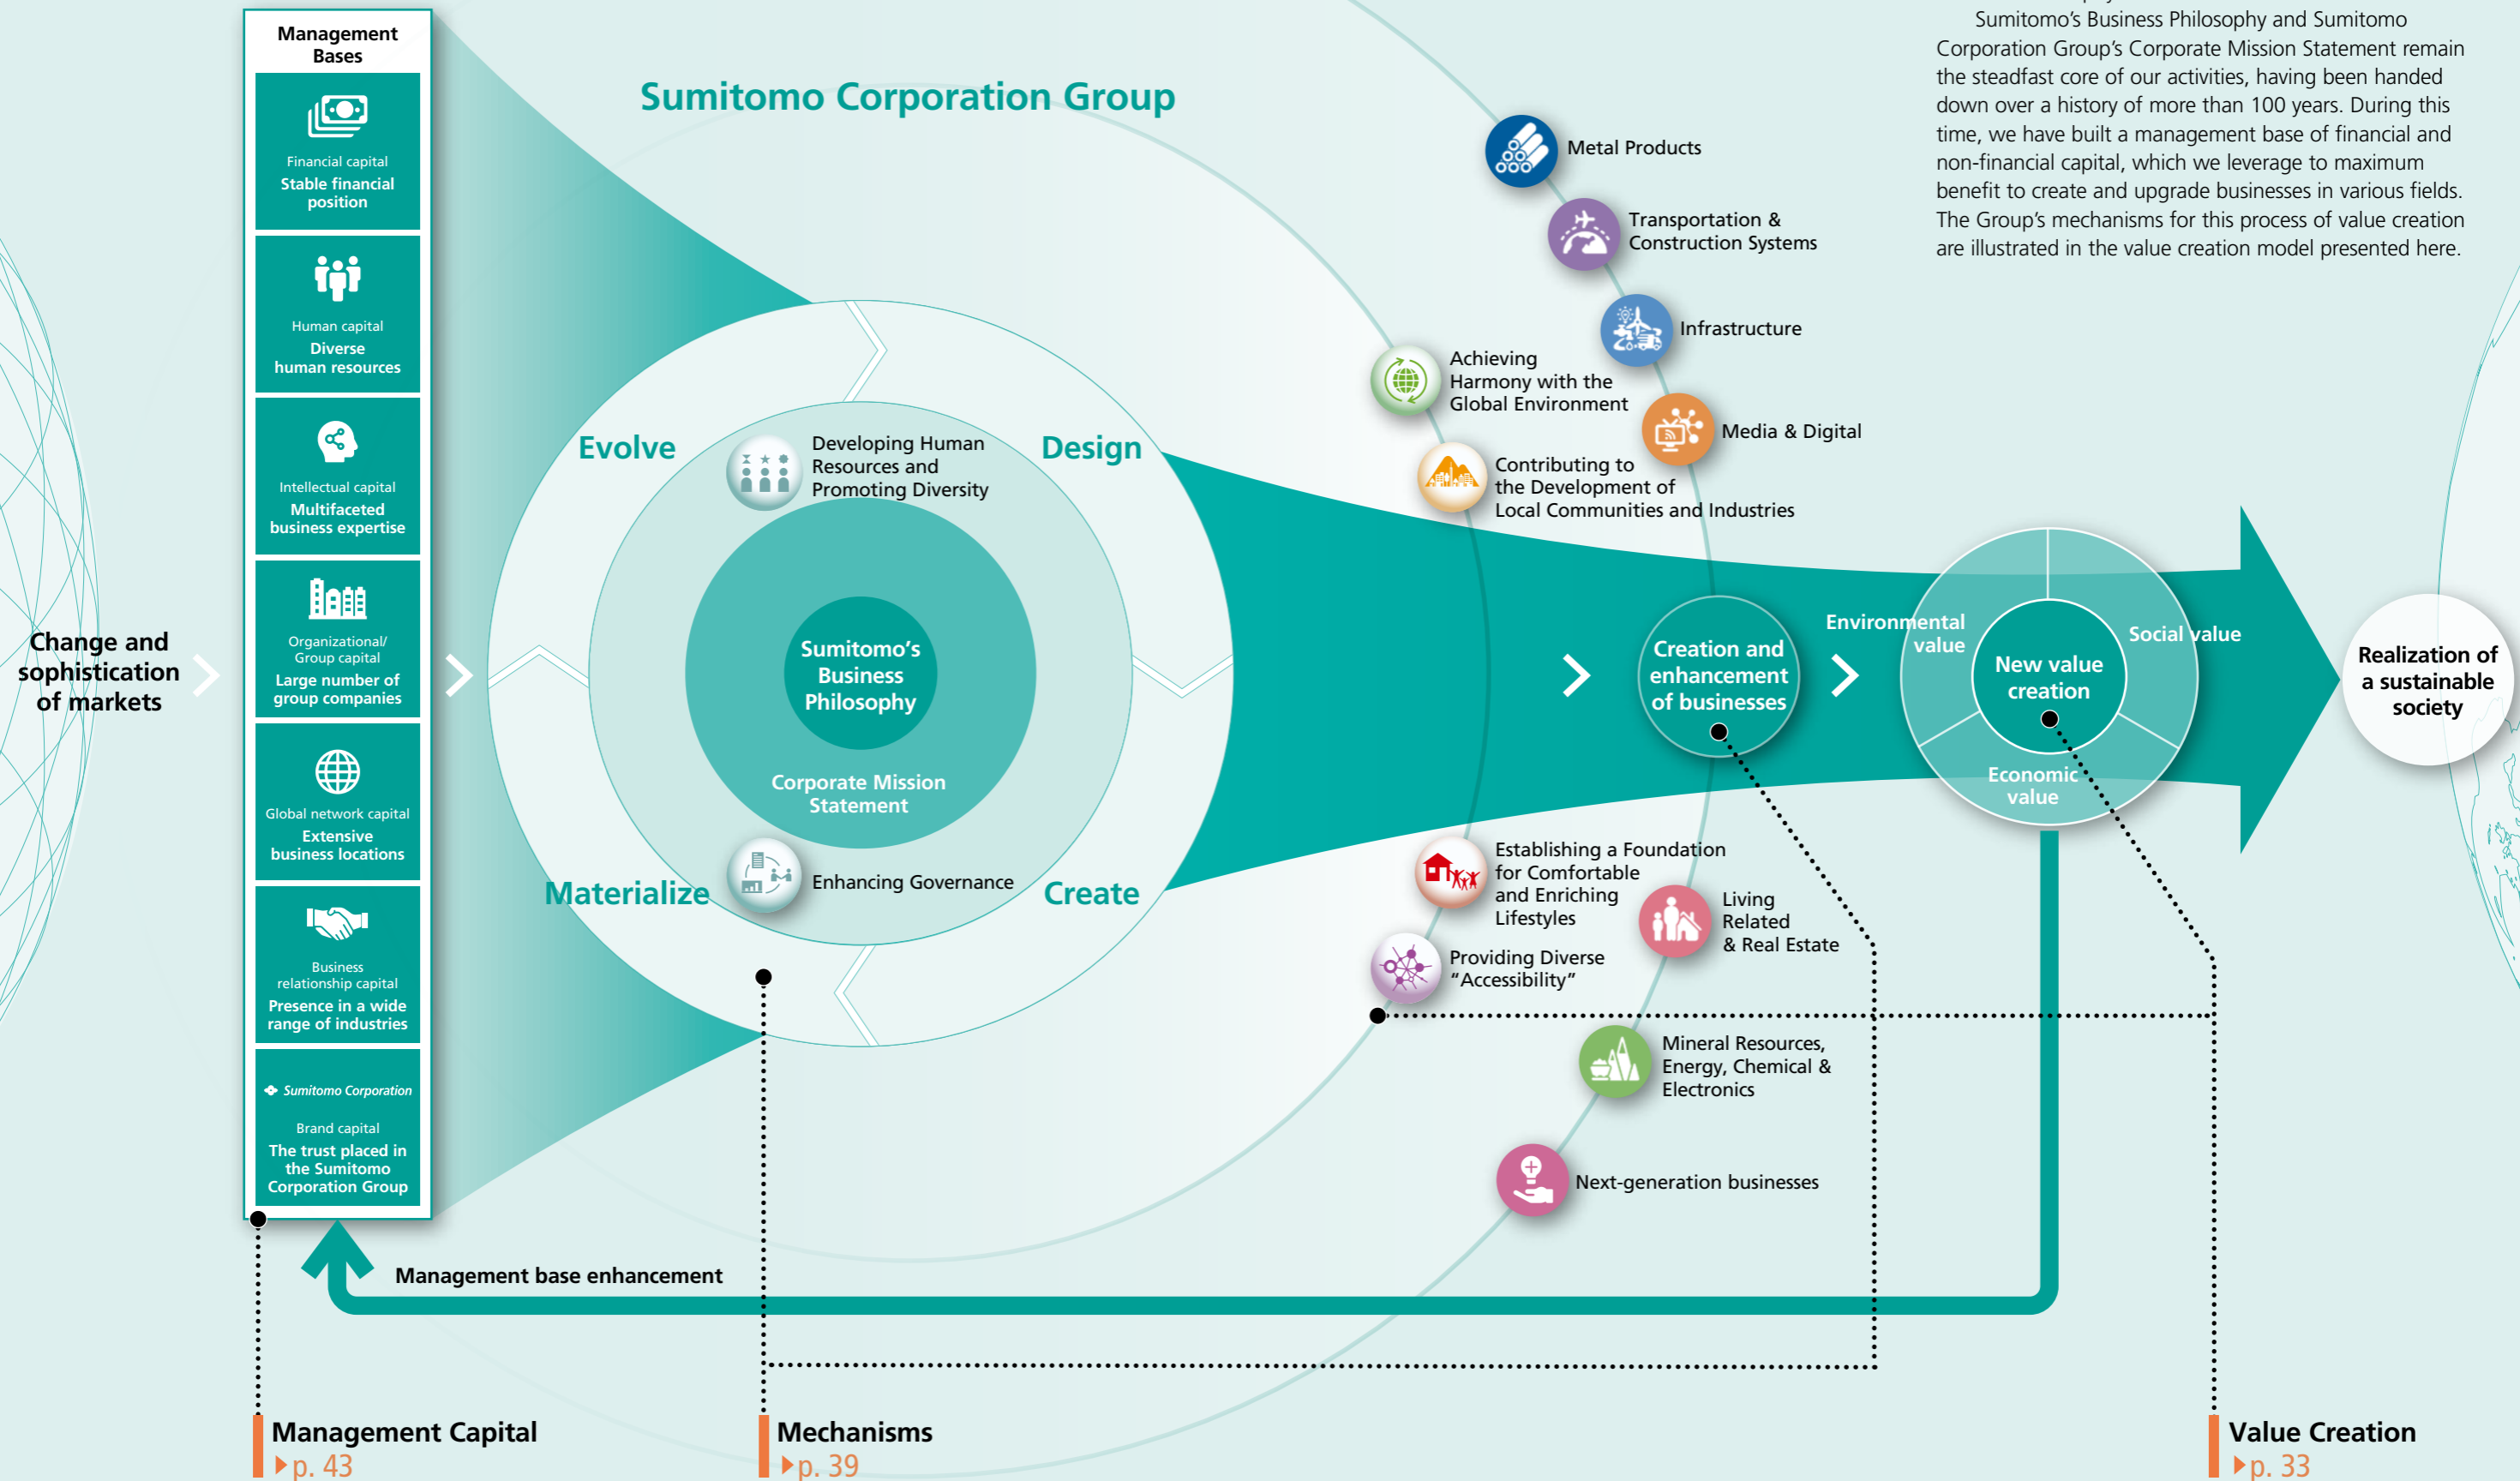 Sumitomo's Business Philosophy and Sumitomo
Corporation Group's Corporate Mission Statement remain
the steadfast core of our activities, having been handed
down over a history of more than 100 years. During this
time, we have built a management base of financial and
non-financial capital, which we leverage to maximum
benefit to create and upgrade businesses in various fields.
The Group's mechanisms for this process of value creation
are illustrated in the value creation model presented here.
Sumitomo Corporation Group
Change and
sophistication
of markets
Management
Bases
Financial capital
Stable financial
position
Human capital
Diverse
human resources
Intellectual capital
Multifaceted
business expertise
Organizational/
Group capital
Large number of
group companies
Global network capital
Extensive
business locations
Business
relationship capital
Presence in a wide
range of industries
Sumitomo Corporation
Brand capital
The trust placed in
the Sumitomo
Corporation Group
Evolve
Design
Materialize
Create
Developing Human
Resources and
Promoting Diversity
Sumitomo's
Business
Philosophy
Corporate Mission
Statement
Enhancing Governance
Achieving
Harmony with the
Global Environment
Contributing to
the Development of
Local Communities and Industries
Establishing a Foundation
for Comfortable
and Enriching
Lifestyles
Providing Diverse
"Accessibility"
Metal Products
Transportation &
Construction Systems
Infrastructure
Media & Digital
Living
Related
& Real Estate
Mineral Resources,
Energy, Chemical &
Electronics
Next-generation businesses
Creation and
enhancement
of businesses
Environmental
value
Social value
Economic
value
New value
creation
Realization of
a sustainable
society
Management base enhancement
Management Capital
p. 43
Mechanisms
p. 39
Value Creation
p. 33